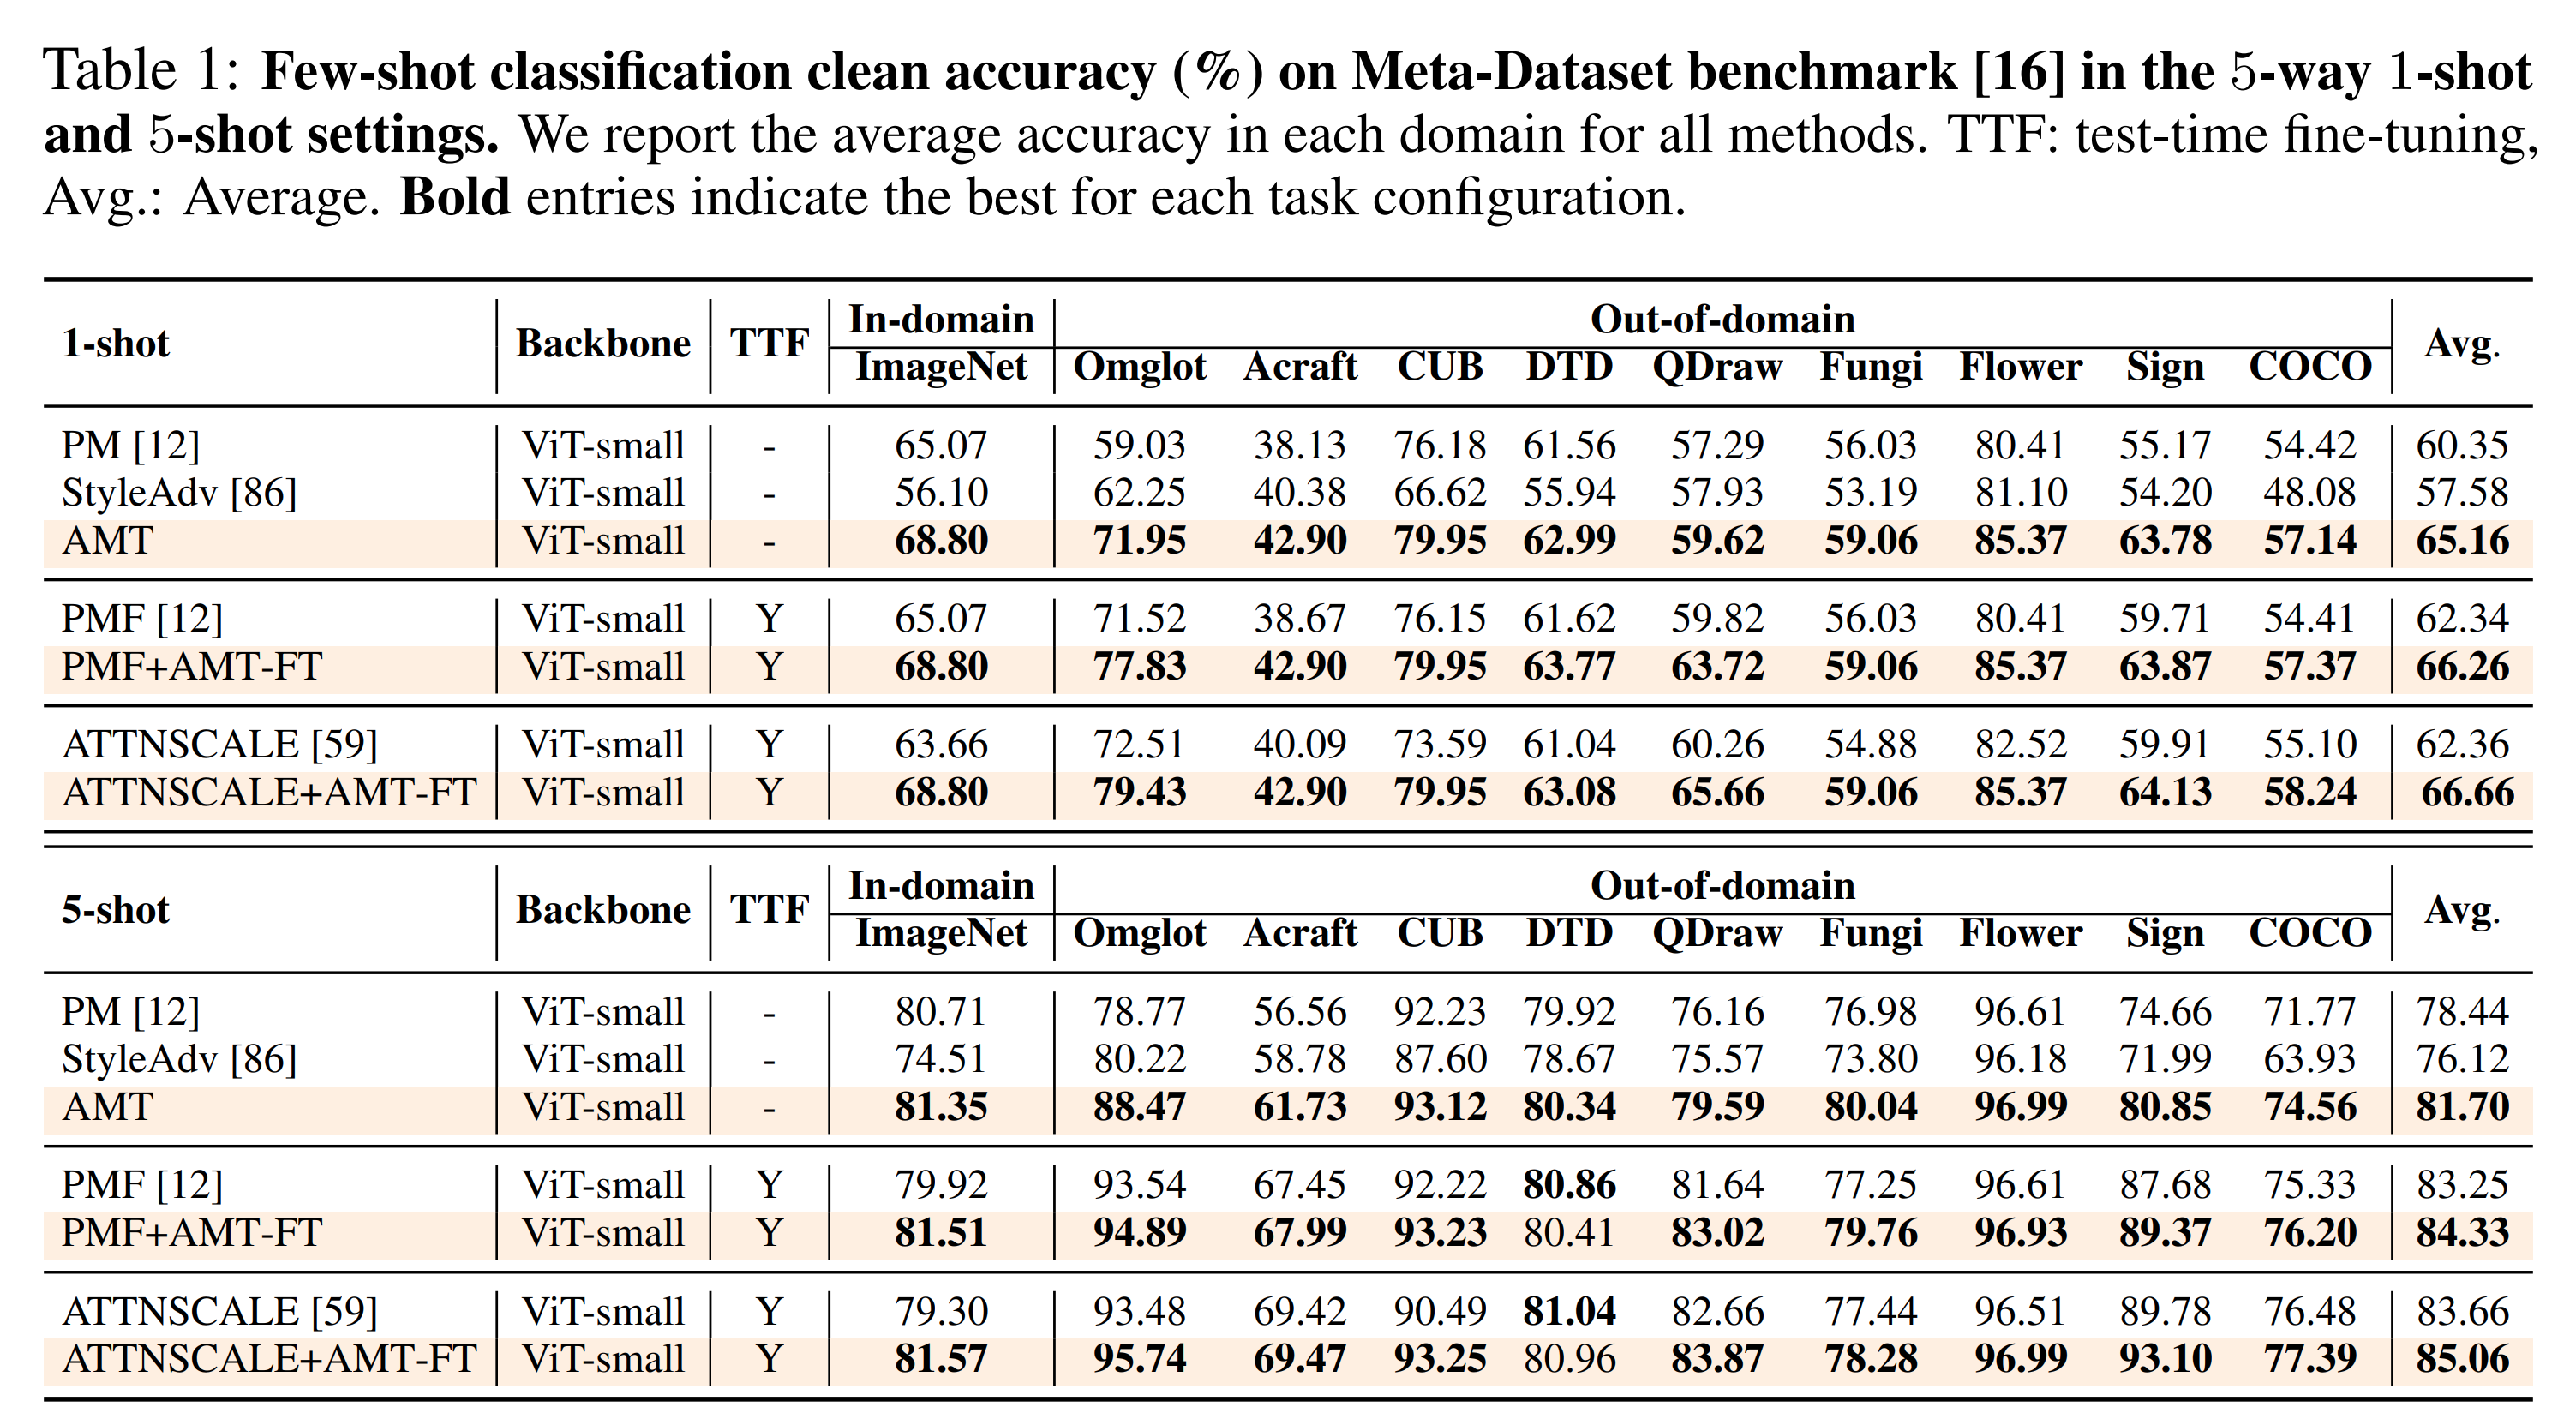 Table 1: Few-shot classification clean accuracy (%) on Meta-Dataset benchmark [16] in the 5-way 1-shot
and 5-shot settings. We report the average accuracy in each domain for all methods. TTF: test-time fine-tuning,
Avg.: Average. Bold entries indicate the best for each task configuration.
1-shot Backbone TTF In-domain Out-of-domain Avg.
ImageNet Omglot Acraft CUB DTD QDraw Fungi Flower Sign COCO
PM [12] ViT-small - 65.07 59.03 38.13 76.18 61.56 57.29 56.03 80.41 55.17 54.42 60.35
StyleAdv [86] ViT-small - 56.10 62.25 40.38 66.62 55.94 57.93 53.19 81.10 54.20 48.08 57.58
AMT ViT-small - 68.80 71.95 42.90 79.95 62.99 59.62 59.06 85.37 63.78 57.14 65.16
PMF [12] ViT-small Y 65.07 71.52 38.67 76.15 61.62 59.82 56.03 80.41 59.71 54.41 62.34
PMF+AMT-FT ViT-small Y 68.80 77.83 42.90 79.95 63.77 63.72 59.06 85.37 63.87 57.37 66.26
ATTNSCALE [59] ViT-small Y 63.66 72.51 40.09 73.59 61.04 60.26 54.88 82.52 59.91 55.10 62.36
ATTNSCALE+AMT-FT ViT-small Y 68.80 79.43 42.90 79.95 63.08 65.66 59.06 85.37 64.13 58.24 66.66
5-shot Backbone TTF In-domain Out-of-domain Avg.
ImageNet Omglot Acraft CUB DTD QDraw Fungi Flower Sign COCO
PM [12] ViT-small - 80.71 78.77 56.56 92.23 79.92 76.16 76.98 96.61 74.66 71.77 78.44
StyleAdv [86] ViT-small - 74.51 80.22 58.78 87.60 78.67 75.57 73.80 96.18 71.99 63.93 76.12
AMT ViT-small - 81.35 88.47 61.73 93.12 80.34 79.59 80.04 96.99 80.85 74.56 81.70
PMF [12] ViT-small Y 79.92 93.54 67.45 92.22 80.86 81.64 77.25 96.61 87.68 75.33 83.25
PMF+AMT-FT ViT-small Y 81.51 94.89 67.99 93.23 80.41 83.02 79.76 96.93 89.37 76.20 84.33
ATTNSCALE [59] ViT-small Y 79.30 93.48 69.42 90.49 81.04 82.66 77.44 96.51 89.78 76.48 83.66
ATTNSCALE+AMT-FT ViT-small Y 81.57 95.74 69.47 93.25 80.96 83.87 78.28 96.99 93.10 77.39 85.06